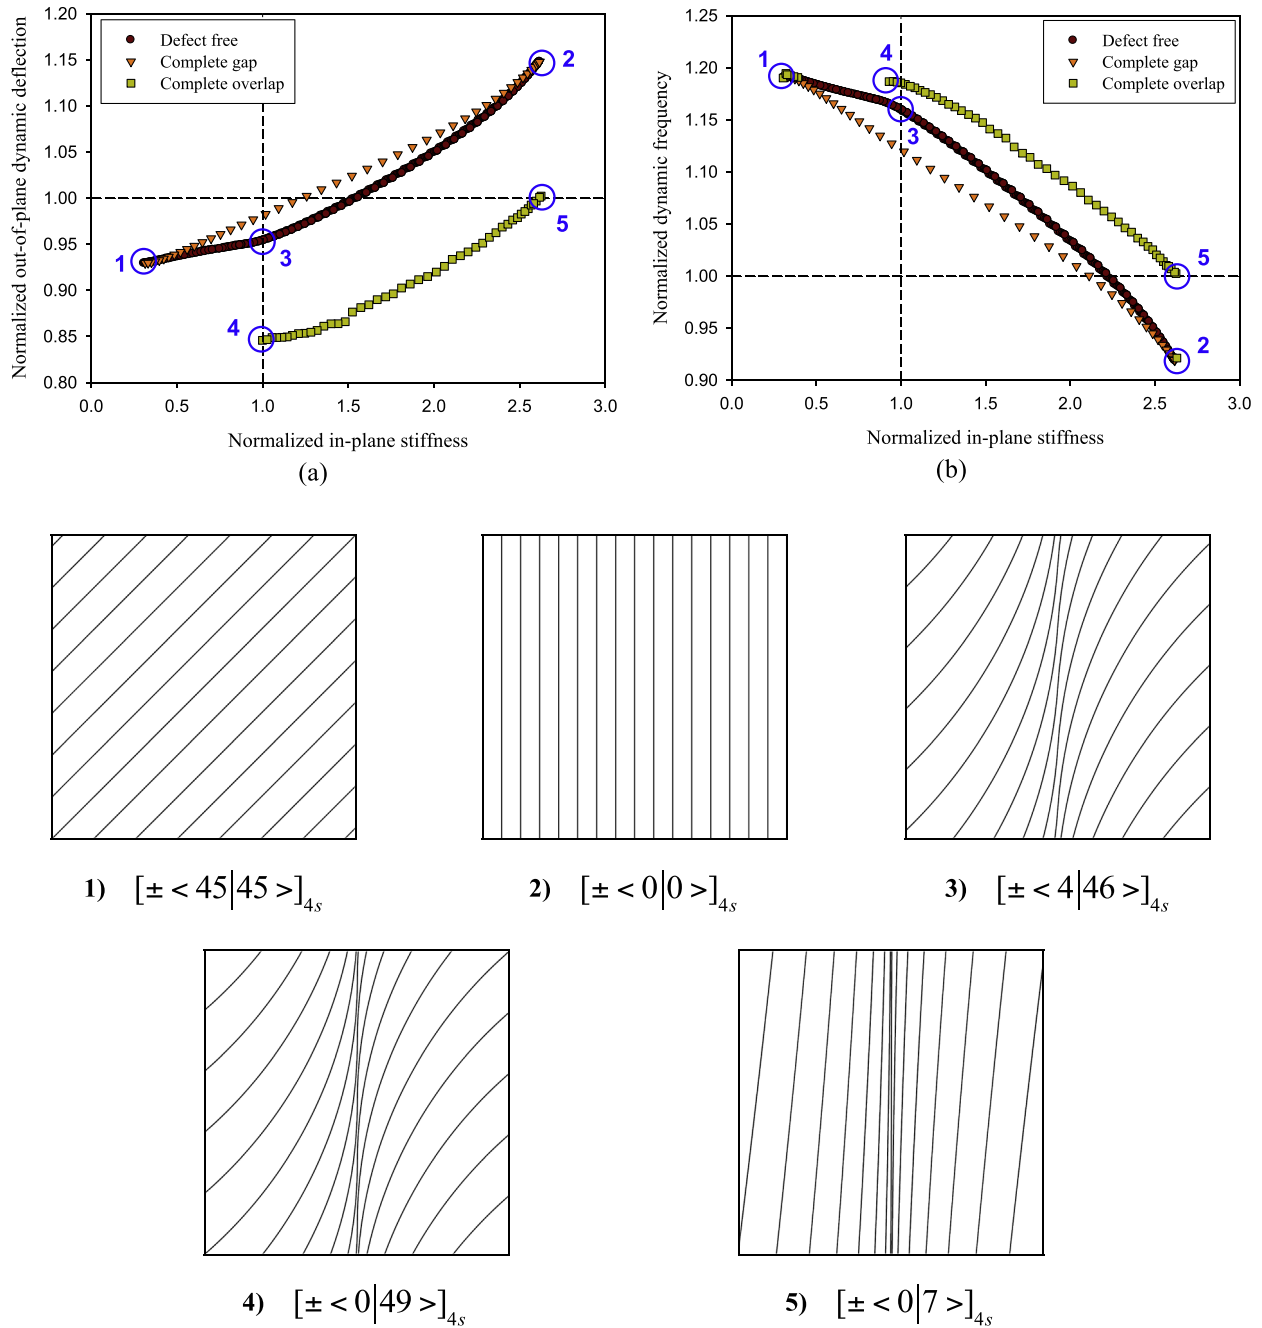 Normalized out-of-plane dynamic deflection
1.20
1.15
1.10
1.05
1.00
0.95
0.90
0.85
0.80
Defect free
Complete gap
Complete overlap
1
2
3
4
5
0.0 0.5 1.0 1.5 2.0 2.5 3.0
Normalized in-plane stiffness
(a)
Normalized dynamic frequency
1.25
1.20
1.15
1.10
1.05
1.00
0.95
0.90
Defect free
Complete gap
Complete overlap
1
4
3
5
2
0.0 0.5 1.0 1.5 2.0 2.5 3.0
Normalized in-plane stiffness
(b)
1) [± < 45|45 >]4s
2) [± < 0|0 >]4s
3) [± < 4|46 >]4s
4) [± < 0|49 >]4s
5) [± < 0|7 >]4s